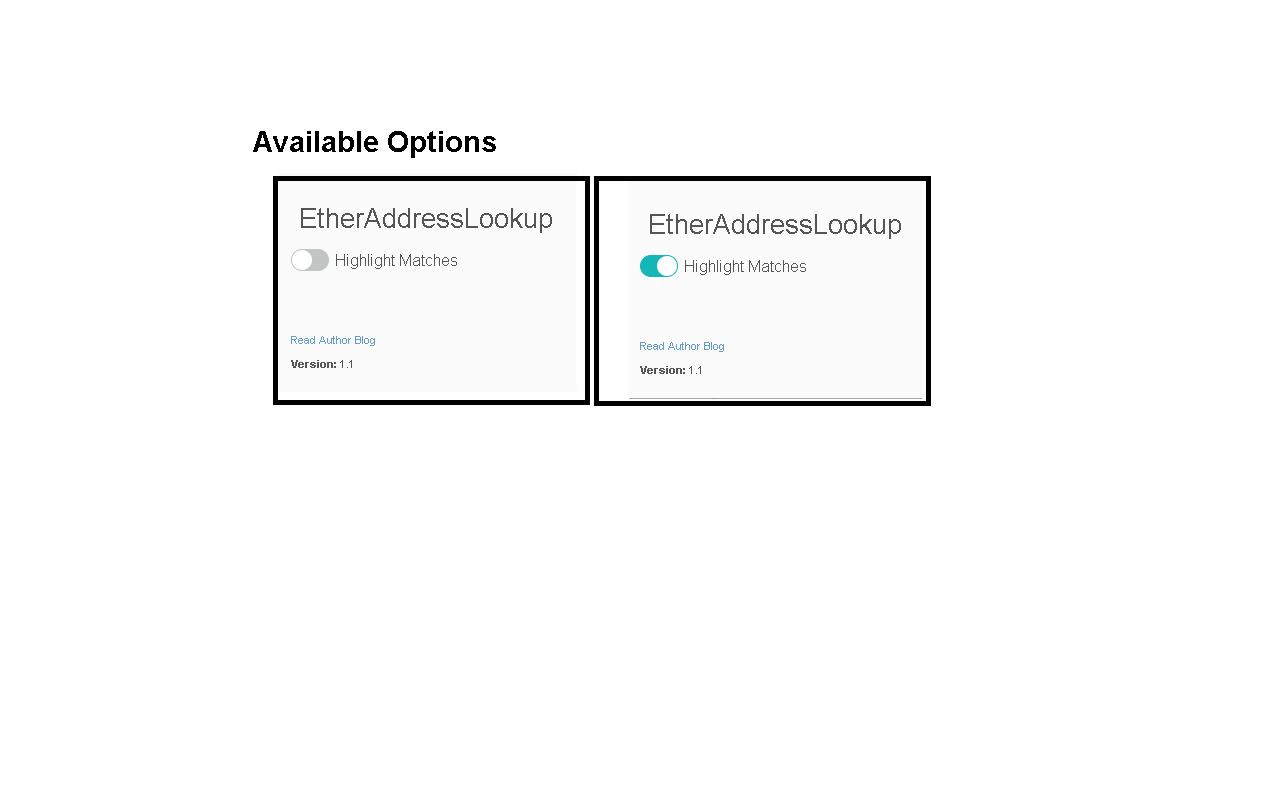 Available Options
EtherAddressLookup
Highlight Matches
Read Author Blog
Version: 1.1
EtherAddressLookup
Highlight Matches
Read Author Blog
Version: 1.1